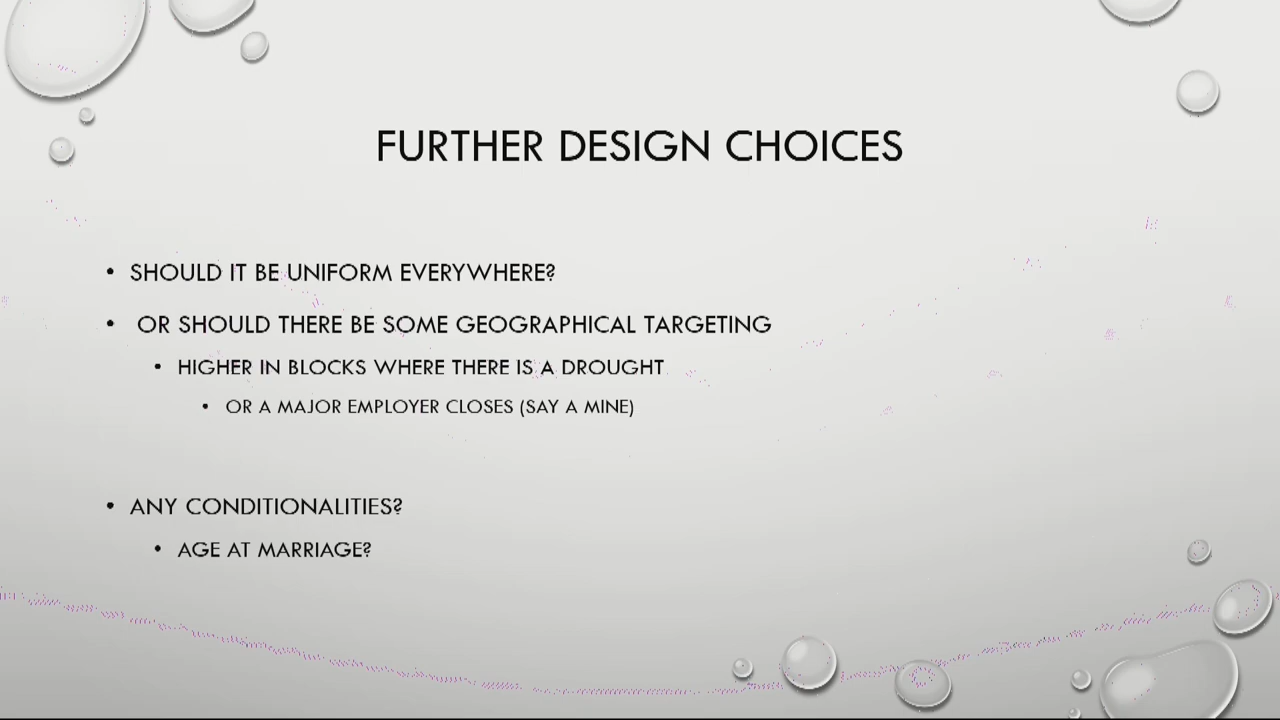 FURTHER DESIGN CHOICES
• SHOULD IT BE UNIFORM EVERYWHERE?
• OR SHOULD THERE BE SOME GEOGRAPHICAL TARGETING
• HIGHER IN BLOCKS WHERE THERE IS A DROUGHT
• OR A MAJOR EMPLOYER CLOSES (SAY A MINE)
• ANY CONDITIONALITIES?
• AGE AT MARRIAGE?